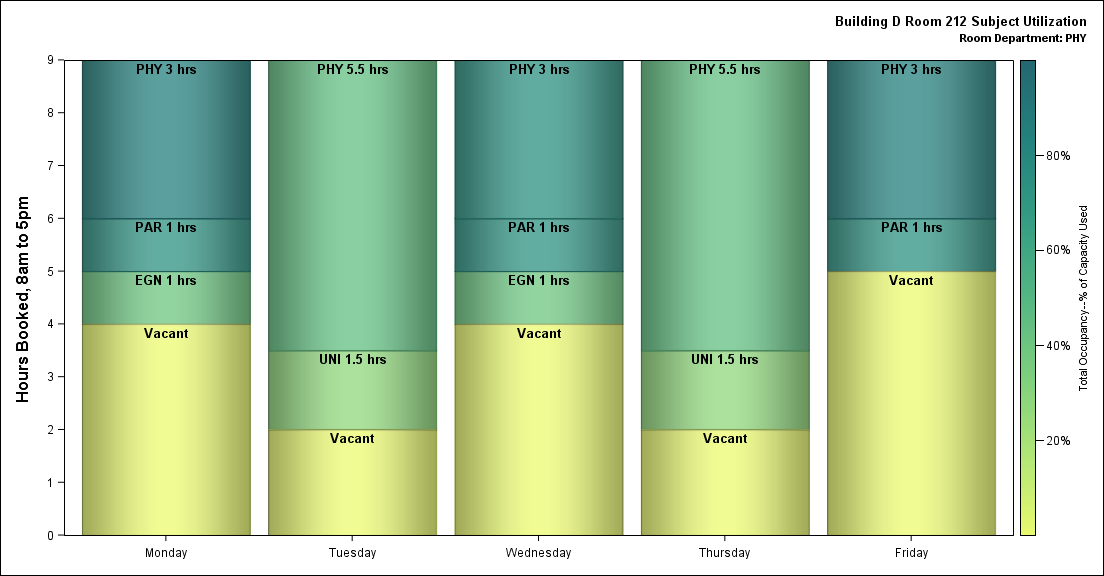 Building D Room 212 Subject Utilization
Room Department: PHY
Hours Booked, 8am to 5pm
9
8
7
6
5
4
3
2
1
0
PHY 3 hrs
PAR 1 hrs
EGN 1 hrs
Vacant
PHY 5.5 hrs
UNI 1.5 hrs
Vacant
PHY 3 hrs
PAR 1 hrs
EGN 1 hrs
Vacant
PHY 5.5 hrs
UNI 1.5 hrs
Vacant
PHY 3 hrs
PAR 1 hrs
Vacant
Monday
Tuesday
Wednesday
Thursday
Friday
80%
60%
40%
20%
Total Occupancy--% of Capacity Used